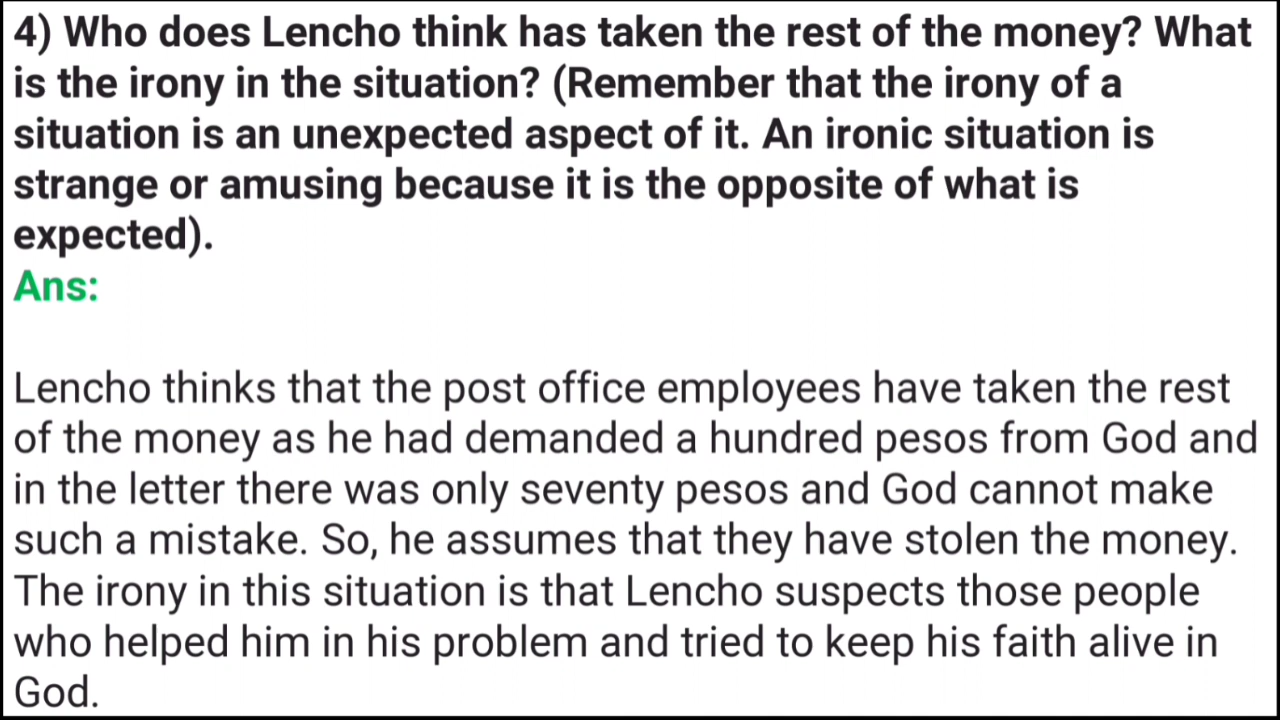 4) Who does Lencho think has taken the rest of the money? What
is the irony in the situation? (Remember that the irony of a
situation is an unexpected aspect of it. An ironic situation is
strange or amusing because it is the opposite of what is
expected).
Ans:
Lencho thinks that the post office employees have taken the rest
of the money as he had demanded a hundred pesos from God and
in the letter there was only seventy pesos and God cannot make
such a mistake. So, he assumes that they have stolen the money.
The irony in this situation is that Lencho suspects those people
who helped him in his problem and tried to keep his faith alive in
God.